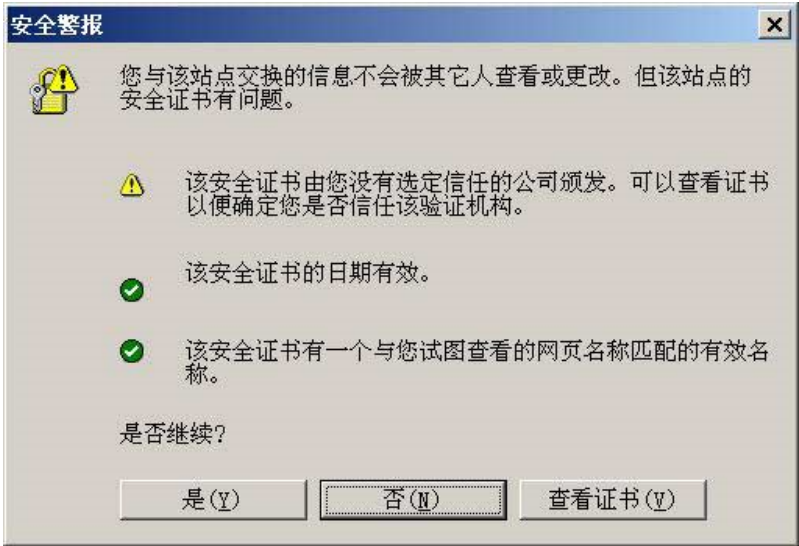 安全警报
您与该站点交换的信息不会被其它人查看或更改。但该站点的
安全证书有问题。
该安全证书由您没有选定信任的公司颁发。可以查看证书
以便确定您是否信任该验证机构。
该安全证书的日期有效。
该安全证书有一个与您试图查看的网页名称匹配的有效名
称。
是否继续?
是(Y) 否(N) 查看证书(V)